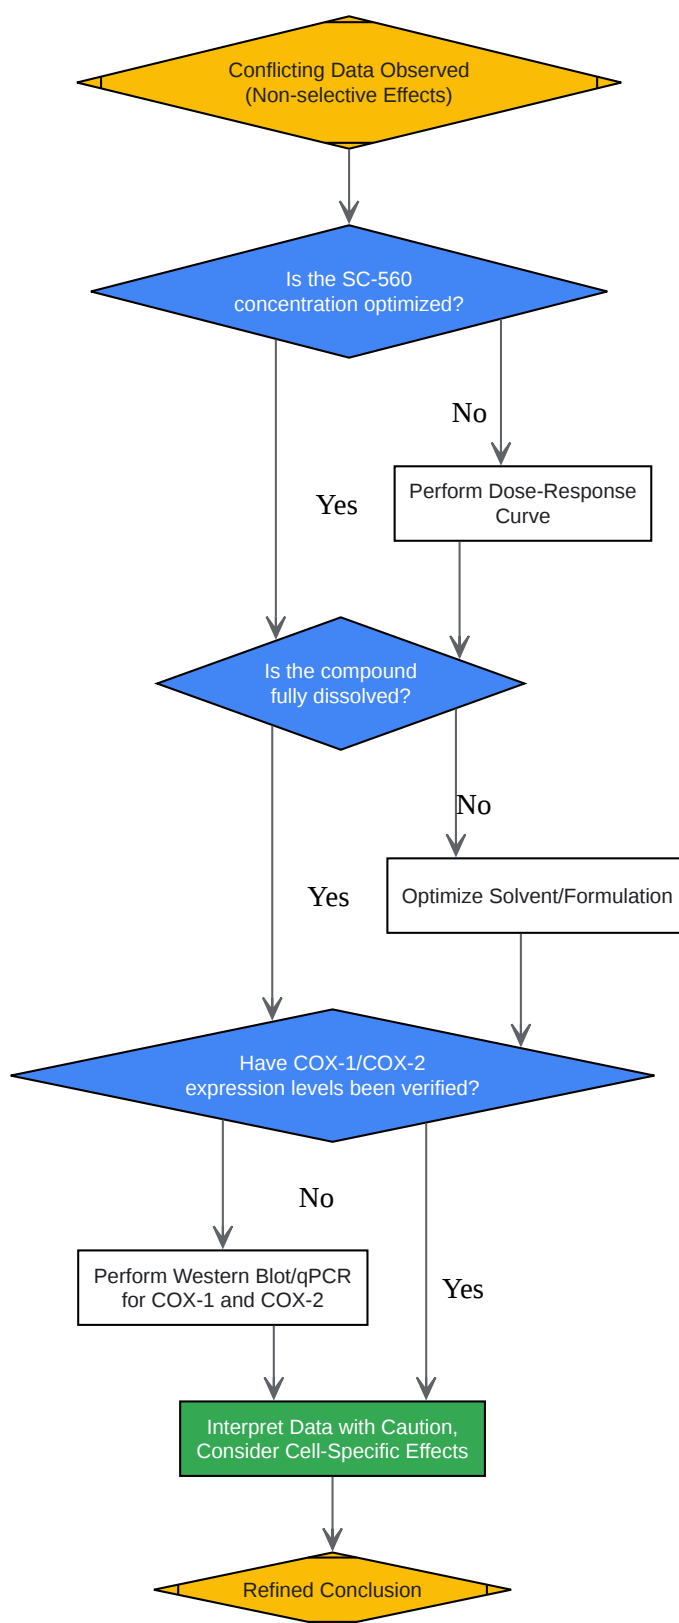 Conflicting Data Observed
(Non-selective Effects)
Is the SC-560
concentration optimized?
No
Perform Dose-Response
Curve
Yes
Is the compound
fully dissolved?
No
Optimize Solvent/Formulation
Yes
Have COX-1/COX-2
expression levels been verified?
No
Perform Western Blot/qPCR
for COX-1 and COX-2
Yes
Interpret Data with Caution,
Consider Cell-Specific Effects
Refined Conclusion